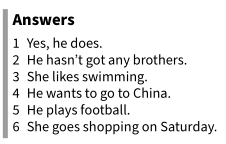 Answers
1 Yes, he does.
2 He hasn't got any brothers.
3 She likes swimming.
4 He wants to go to China.
5 He plays football.
6 She goes shopping on Saturday.